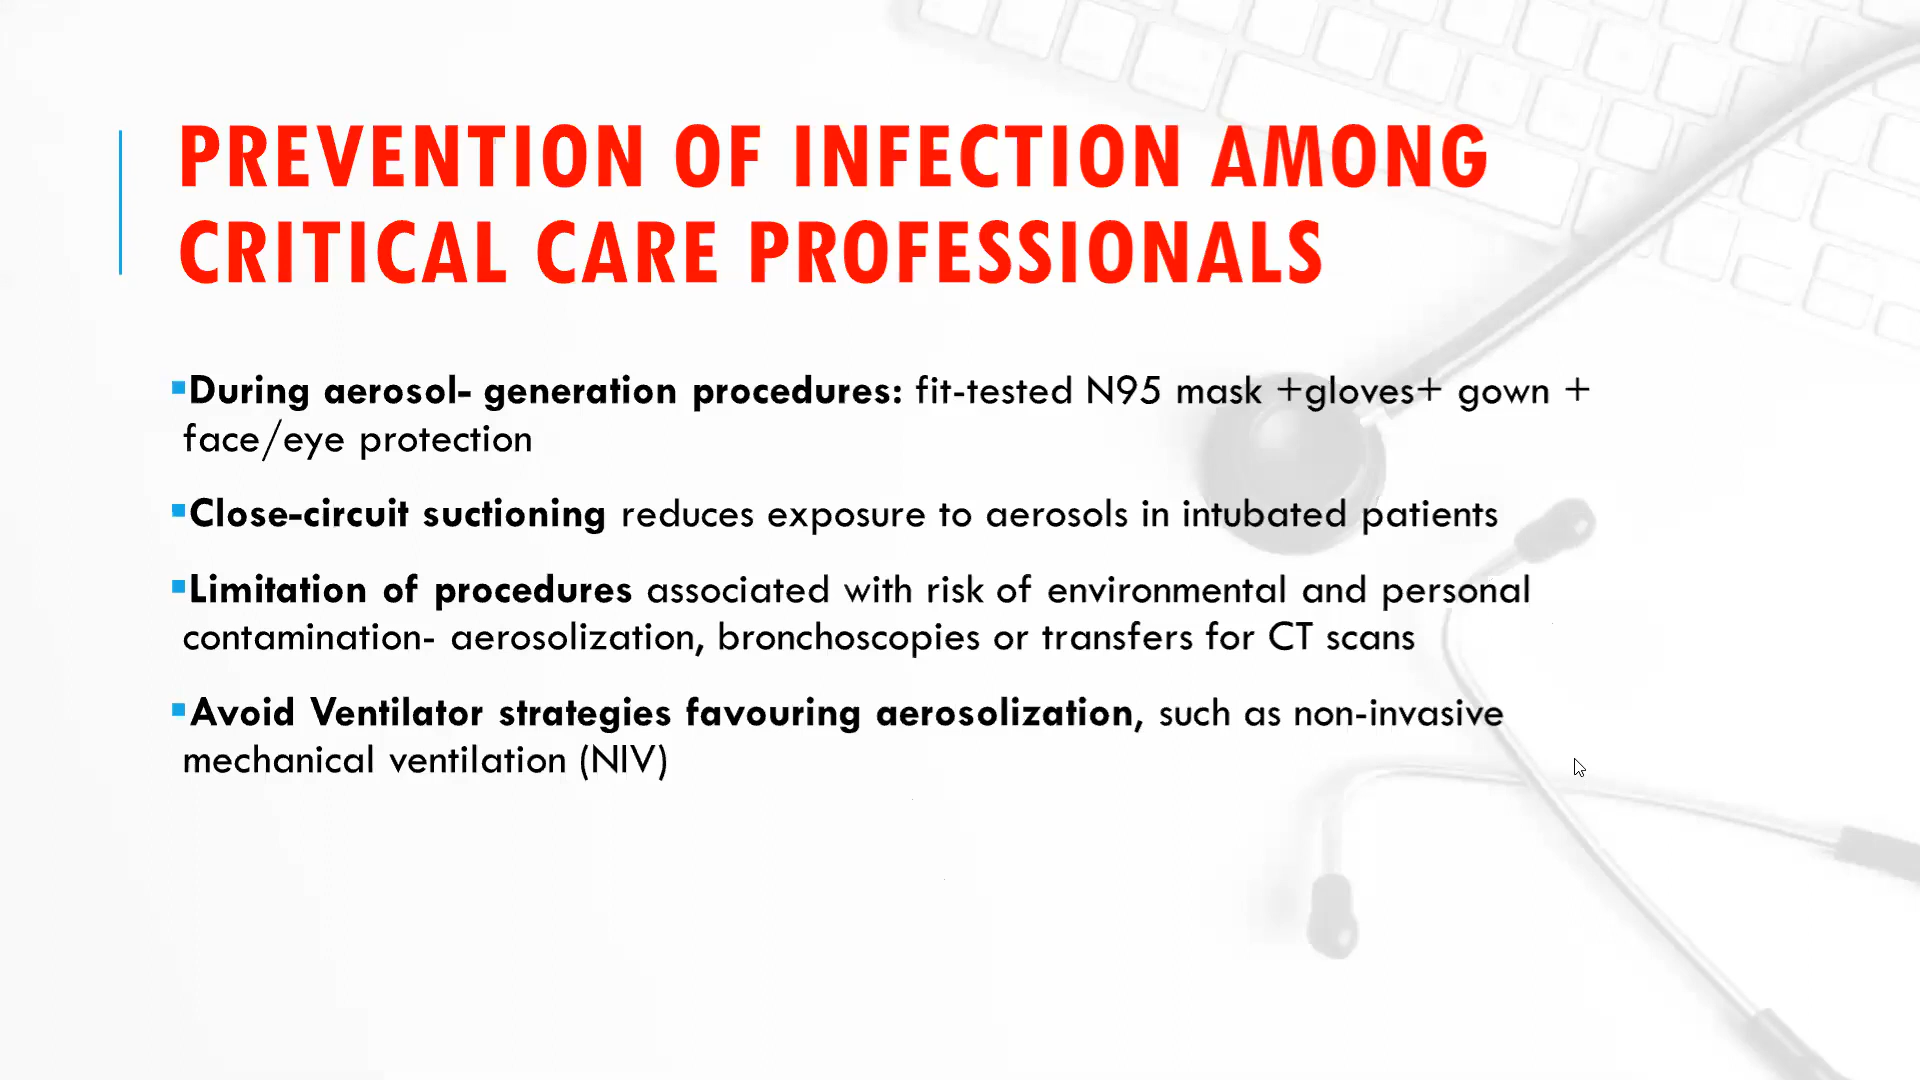 PREVENTION OF INFECTION AMONG
CRITICAL CARE PROFESSIONALS
▪During aerosol- generation procedures: fit-tested N95 mask +gloves+ gown +
face/eye protection
▪Close-circuit suctioning reduces exposure to aerosols in intubated patients
▪Limitation of procedures associated with risk of environmental and personal
contamination- aerosolization, bronchoscopies or transfers for CT scans
▪Avoid Ventilator strategies favouring aerosolization, such as non-invasive
mechanical ventilation (NIV)